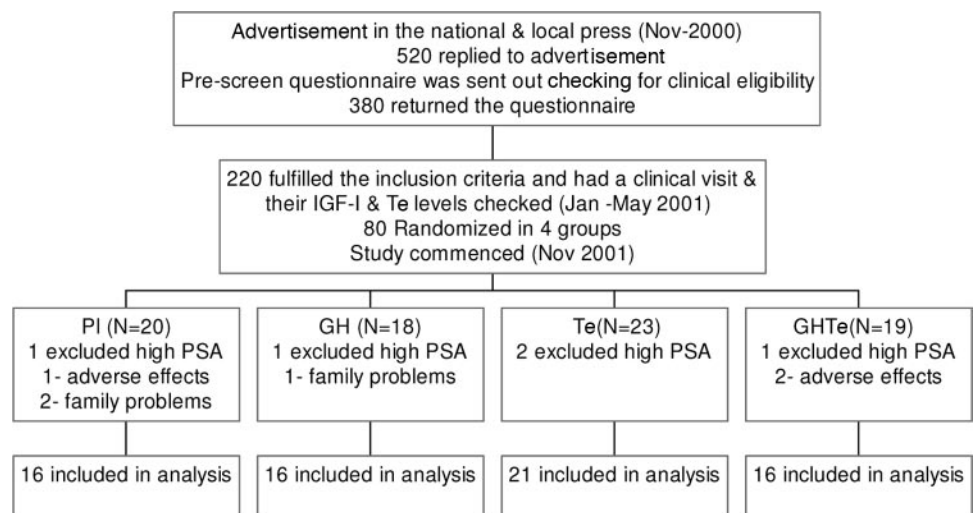 Advertisement in the national & local press (Nov-2000)
520 replied to advertisement
Pre-screen questionnaire was sent out checking for clinical eligibility
380 returned the questionnaire
220 fulfilled the inclusion criteria and had a clinical visit &
their IGF-I & Te levels checked (Jan -May 2001)
80 Randomized in 4 groups
Study commenced (Nov 2001)
Pl (N=20)
1 excluded high PSA
1- adverse effects
2- family problems
GH (N=18)
1 excluded high PSA
1- family problems
Te(N=23)
2 excluded high PSA
GHTe(N=19)
1 excluded high PSA
2- adverse effects
16 included in analysis
16 included in analysis
21 included in analysis
16 included in analysis